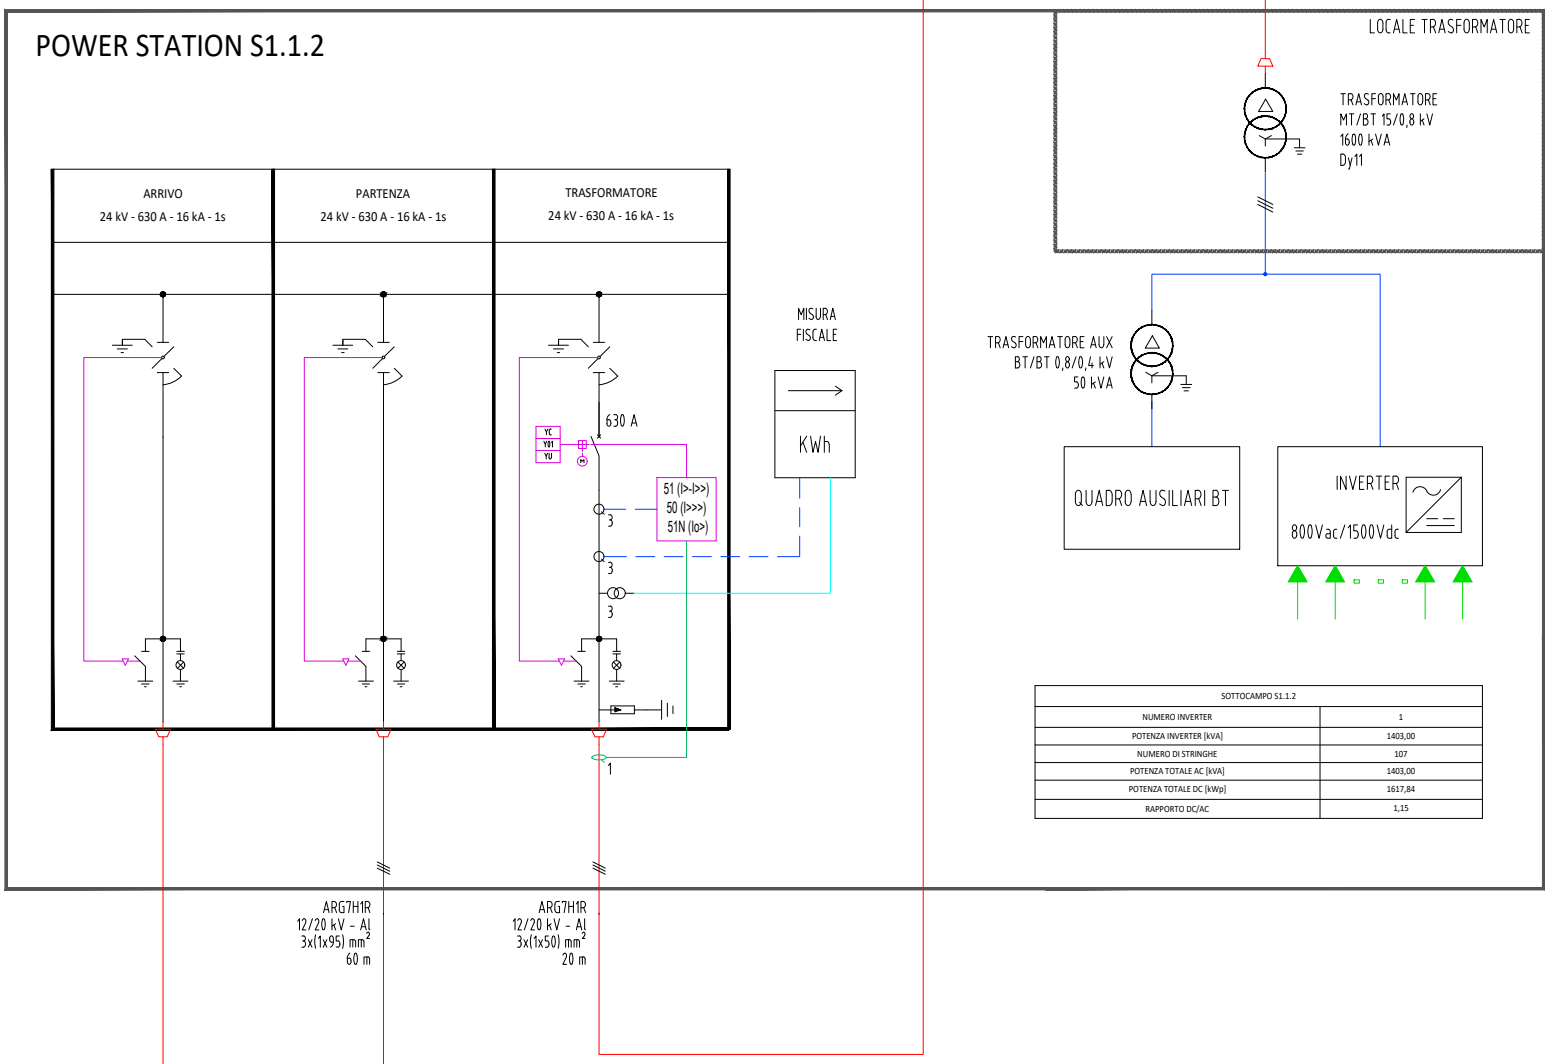 POWER STATION S1.1.2
LOCALE TRASFORMATORE
TRASFORMATORE
MT/BT 15/0,8 kV
1600 kVA
Dy11
ARRIVO
24 kV - 630 A - 16 kA - 1s
PARTENZA
24 kV - 630 A - 16 kA - 1s
TRASFORMATORE
24 kV - 630 A - 16 kA - 1s
MISURA
FISCALE
KWh
630 A
YC
Y01
YU
M
51 (I>-I>>)
50 (I>>>)
51N (Io>)
3
3
3
1
TRASFORMATORE AUX
BT/BT 0,8/0,4 kV
50 kVA
QUADRO AUSILIARI BT
INVERTER
800Vac/1500Vdc
SOTTOCAMPO S1.1.2
NUMERO INVERTER 1
POTENZA INVERTER [kVA] 1403,00
NUMERO DI STRINGHE 107
POTENZA TOTALE AC [kVA] 1403,00
POTENZA TOTALE DC [kWp] 1617,84
RAPPORTO DC/AC 1,15
ARG7H1R
12/20 kV - Al
3x(1x95) mm²
60 m
ARG7H1R
12/20 kV - Al
3x(1x50) mm²
20 m